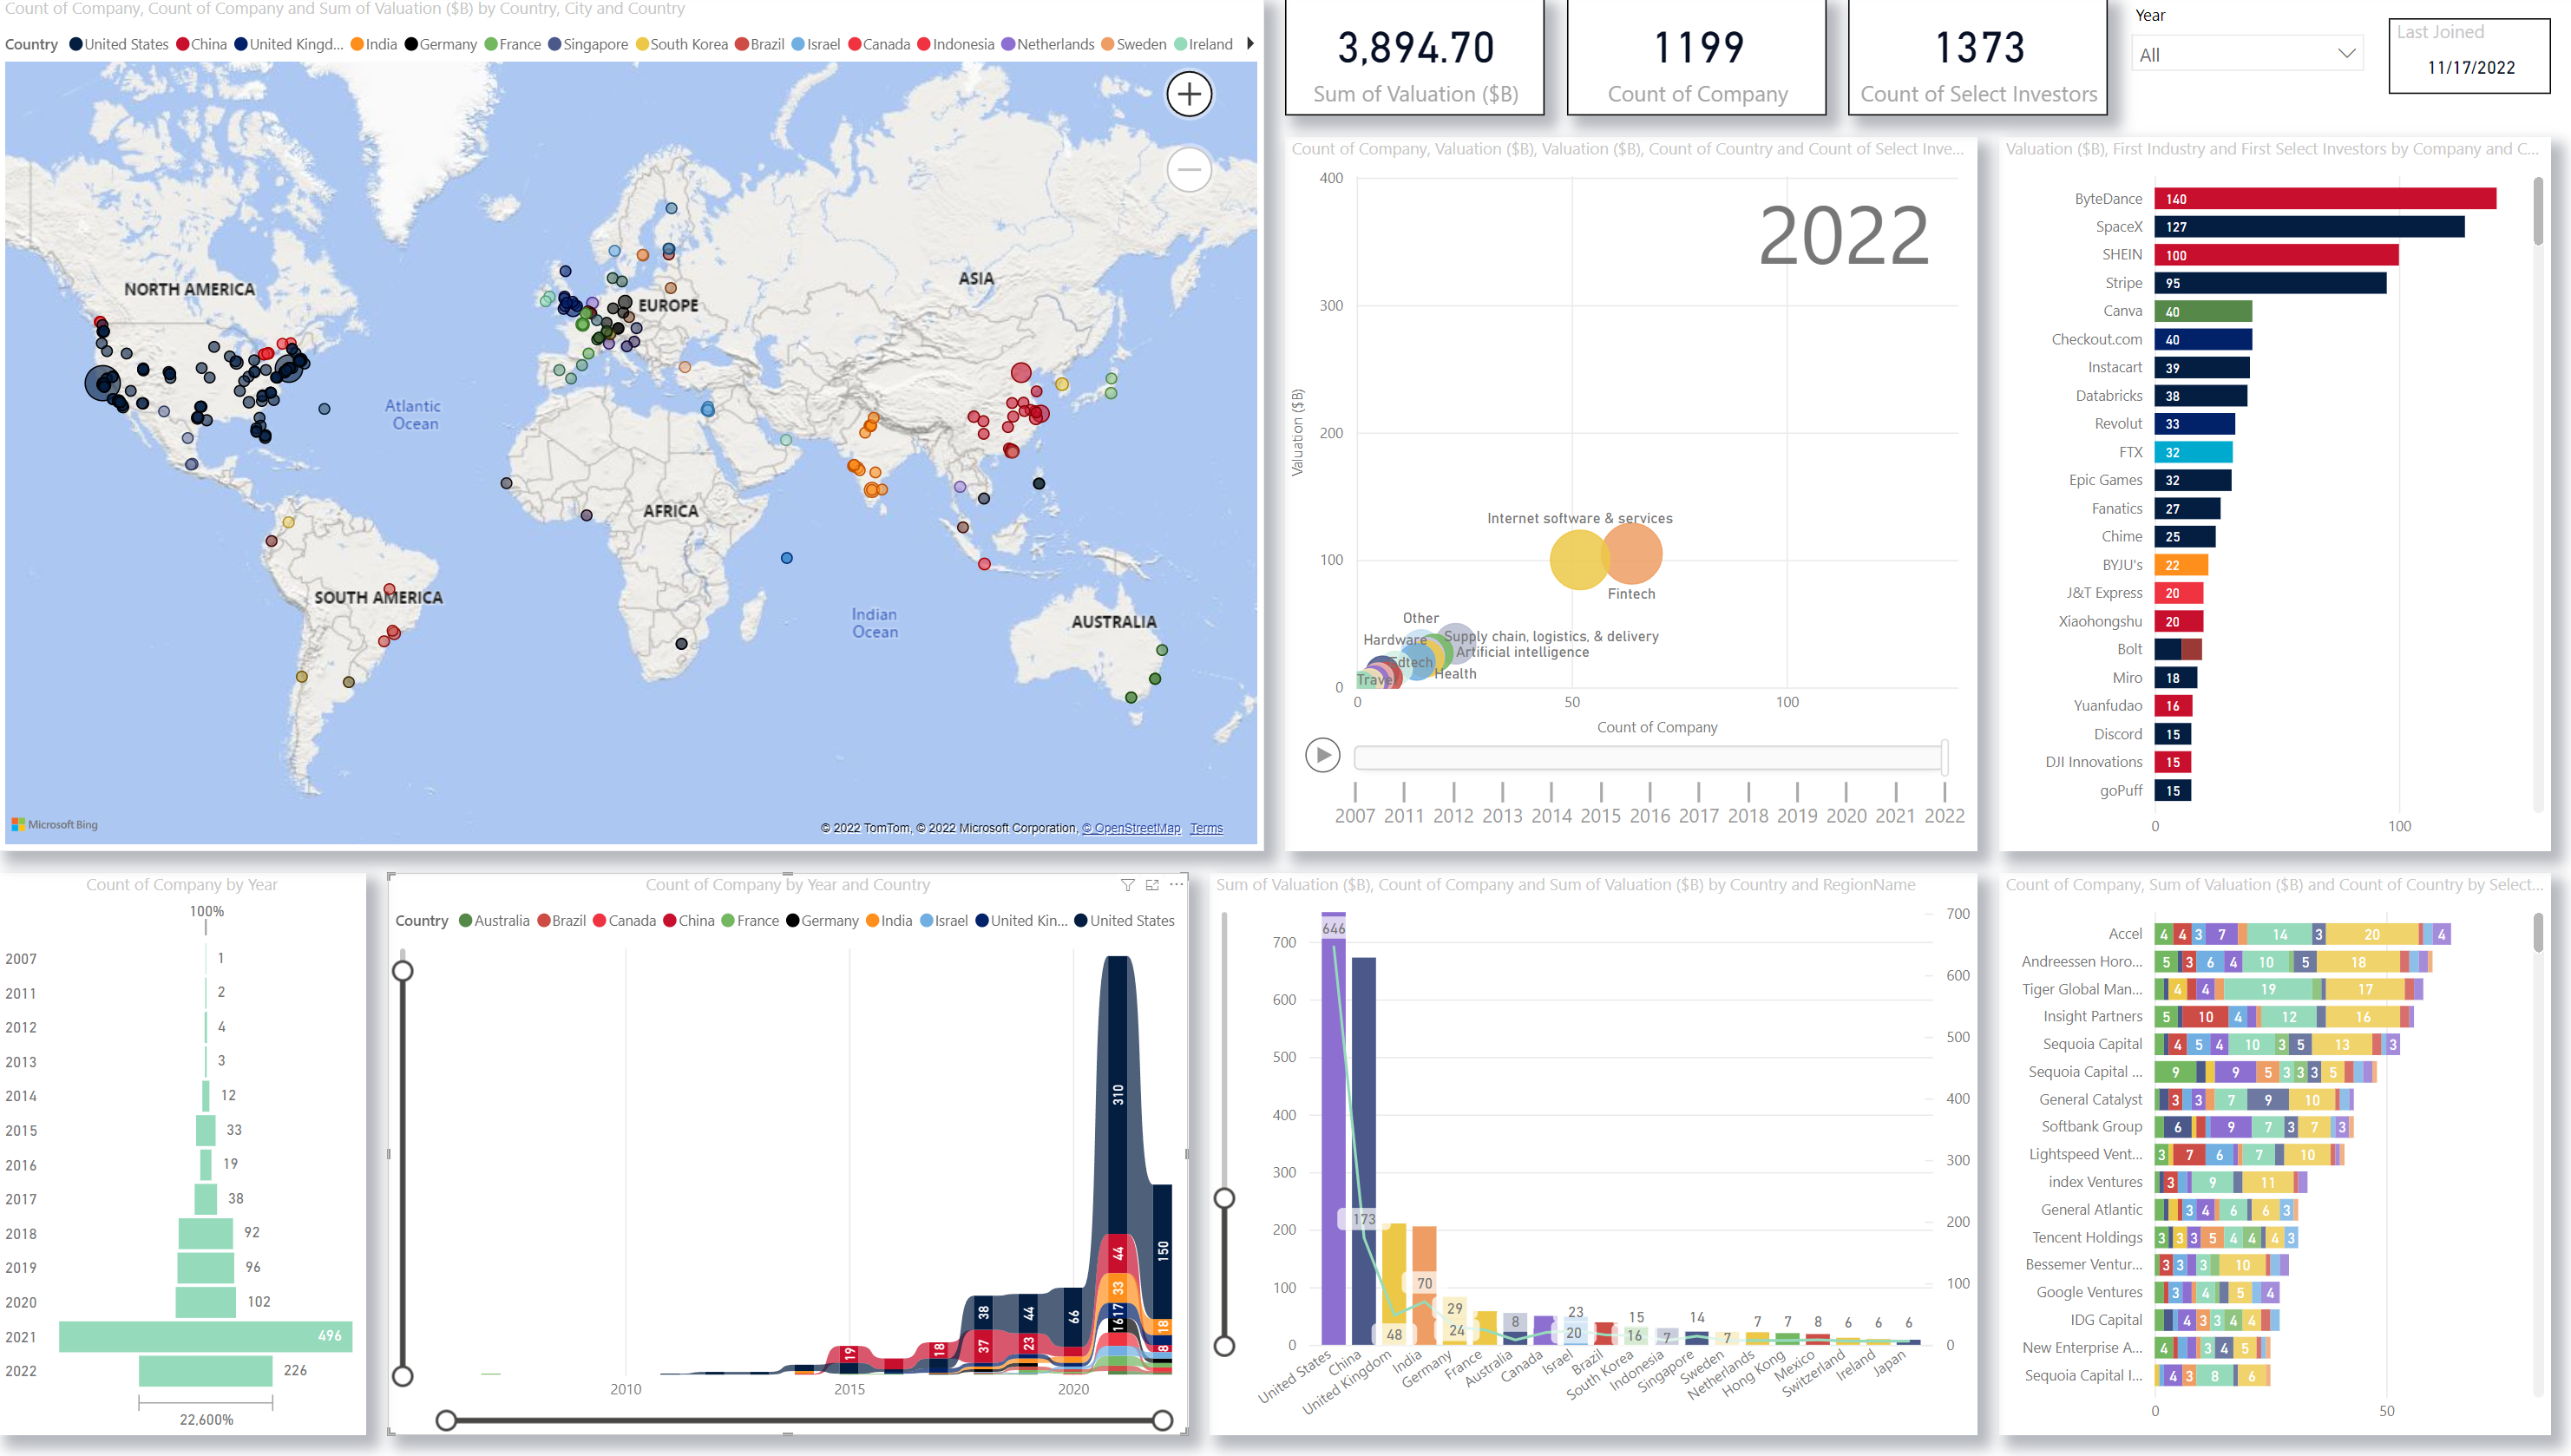 Count of Company, Count of Company and Sum of Valuation ($B) by Country, City and Country
Country United States China United Kingd... India Germany France Singapore South Korea Brazil Israel Canada Indonesia Netherlands Sweden Ireland
NORTH AMERICA
EUROPE
ASIA
Atlantic
Ocean
AFRICA
SOUTH AMERICA
Indian
Ocean
AUSTRALIA
Microsoft Bing
© 2022 TomTom, © 2022 Microsoft Corporation, © OpenStreetMap Terms
3,894.70
Sum of Valuation ($B)
1199
Count of Company
1373
Count of Select Investors
Year
All
Last Joined
11/17/2022
Count of Company, Valuation ($B), Valuation ($B), Count of Country and Count of Select Inve...
2022
Valuation ($B)
400
300
200
100
0
Internet software & services
Fintech
Other
Hardware
Supply chain, logistics, & delivery
Artificial intelligence
Edtech
Health
Travel
0 50 100
Count of Company
2007 2011 2012 2013 2014 2015 2016 2017 2018 2019 2020 2021 2022
Valuation ($B), First Industry and First Select Investors by Company and C...
ByteDance 140
SpaceX 127
SHEIN 100
Stripe 95
Canva 40
Checkout.com 40
Instacart 39
Databricks 38
Revolut 33
FTX 32
Epic Games 32
Fanatics 27
Chime 25
BYJU's 22
J&T Express 20
Xiaohongshu 20
Bolt
Miro 18
Yuanfudao 16
Discord 15
DJI Innovations 15
goPuff 15
0 100
Count of Company by Year
100%
2007 1
2011 2
2012 4
2013 3
2014 12
2015 33
2016 19
2017 38
2018 92
2019 96
2020 102
2021 496
2022 226
22,600%
Count of Company by Year and Country
Country Australia Brazil Canada China France Germany India Israel United Kin... United States
19
18
38
37
44
23
66
310
44
33
17
16
150
18
8
2010 2015 2020
Sum of Valuation ($B), Count of Company and Sum of Valuation ($B) by Country and RegionName
700
600
500
400
300
200
100
0
646
173
48
70
29
24
8
23
20
15
16
7
14
7
7
7
8
6
6
6
700
600
500
400
300
200
100
0
United States
China
United Kingdom
India
Germany
France
Australia
Canada
Israel
Brazil
South Korea
Indonesia
Singapore
Sweden
Netherlands
Hong Kong
Mexico
Switzerland
Ireland
Japan
Count of Company, Sum of Valuation ($B) and Count of Country by Select...
Accel 4 4 3 7 14 3 20 4
Andreessen Horo... 5 3 6 4 10 5 18
Tiger Global Man... 4 4 19 17
Insight Partners 5 10 4 12 16
Sequoia Capital 4 5 4 10 3 5 13 3
Sequoia Capital ... 9 9 5 3 3 3 5
General Catalyst 3 3 7 9 10
Softbank Group 6 9 7 3 7 3
Lightspeed Vent... 3 7 6 7 10
index Ventures 3 9 11
General Atlantic 3 4 6 6 3
Tencent Holdings 3 3 3 5 4 4 4 3
Bessemer Ventur... 3 3 3 10
Google Ventures 3 4 5 4
IDG Capital 4 3 3 4 4
New Enterprise A... 4 3 4 5
Sequoia Capital I... 4 3 8 6
0 50